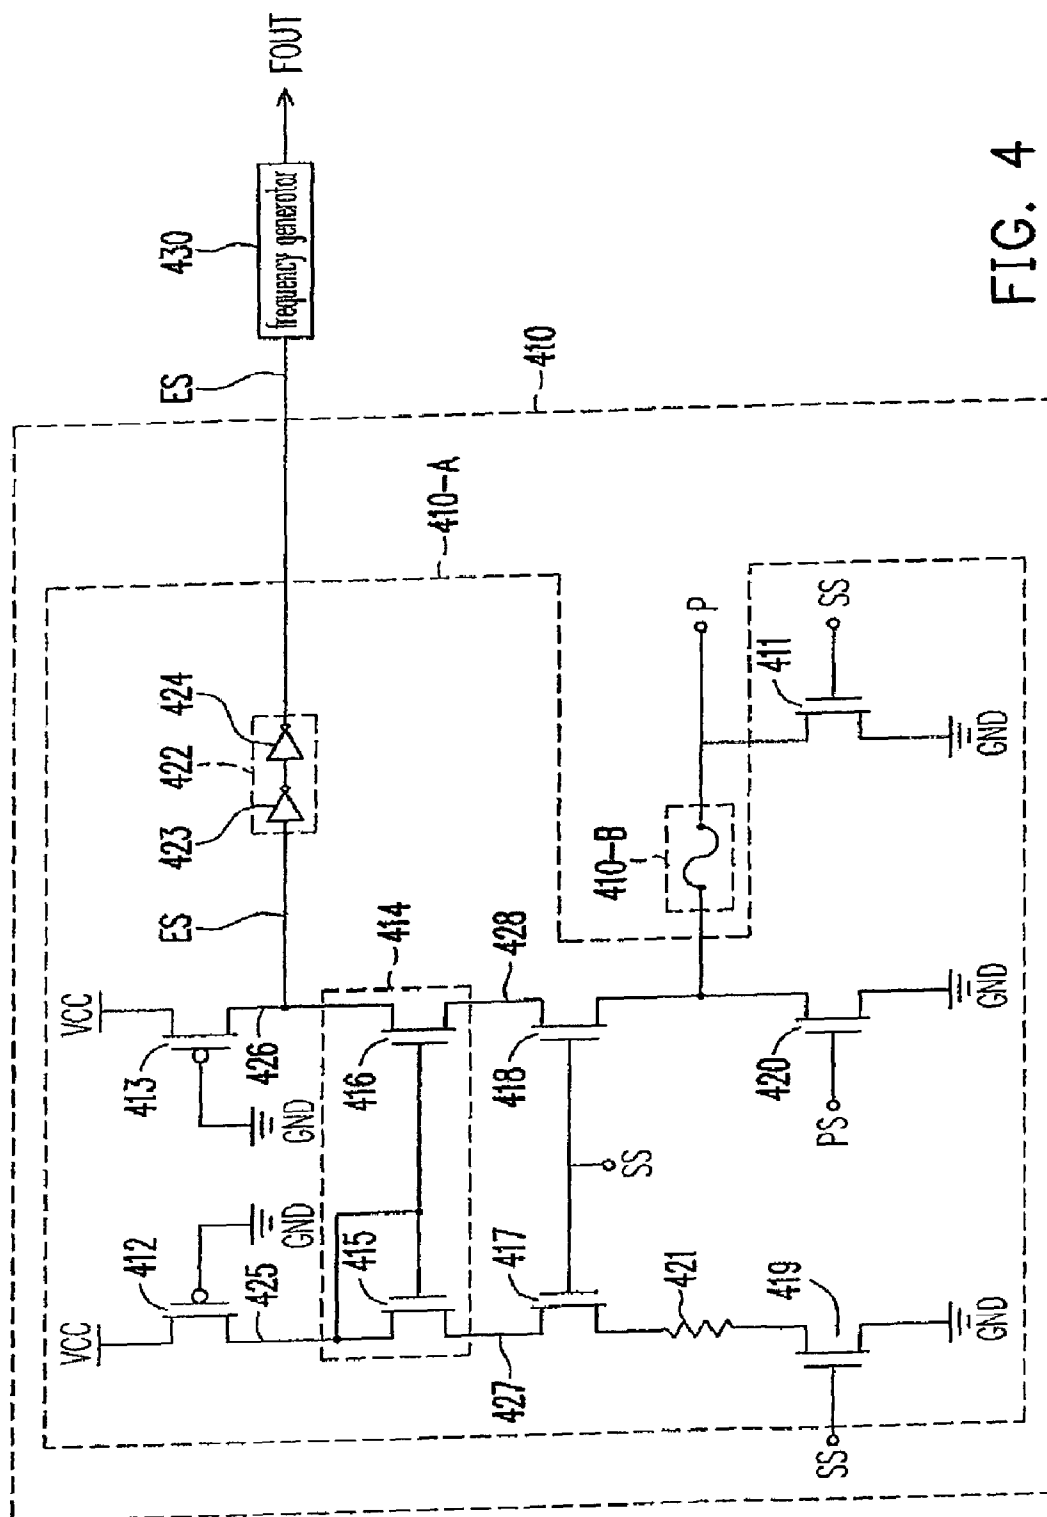 VCC
VCC
412
413
ES
423
422
424
ES
430
frequency generator
FOUT
425
GND
GND
426
415
416
414
410-A
410
427
417
418
428
SS
410-B
421
P
419
PS
420
411
SS
SS
GND
GND
GND
FIG. 4